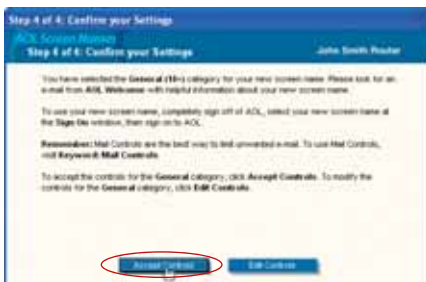 Step 4 of 4: Confirm your Settings
AOL Screen Names
Step 4 of 4: Confirm your Settings
John Smith
You have selected the General (18+) category for your new screen name. Please look for an
e-mail from AOL Welcome with helpful information about your new screen name.
To use your new screen name, completely sign off of AOL, select your new screen name at
the Sign On window, then sign on to AOL.
Remember: Mail Controls are the best way to limit unwanted e-mail. To use Mail Controls,
visit Keyword: Mail Controls.
To accept the controls for the General category, click Accept Controls. To modify the
controls for the General category, click Edit Controls.
Accept Controls
Edit Controls